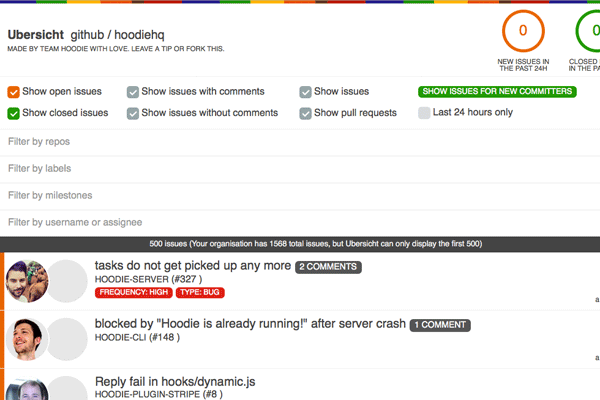 Ubersicht github / hoodiehq
MADE BY TEAM HOODIE WITH LOVE. LEAVE A TIP OR FORK THIS.
0
NEW ISSUES IN
THE PAST 24H
0
CLOSED
IN THE PA
Show open issues
Show issues with comments
Show issues
SHOW ISSUES FOR NEW COMMITTERS
Show closed issues
Show issues without comments
Show pull requests
Last 24 hours only
Filter by repos
Filter by labels
Filter by milestones
Filter by username or assignee
500 issues (Your organisation has 1568 total issues, but Ubersicht can only display the first 500)
tasks do not get picked up any more 2 COMMENTS
HOODIE-SERVER (#327 )
FREQUENCY: HIGH TYPE: BUG
a
blocked by "Hoodie is already running!" after server crash 1 COMMENT
HOODIE-CLI (#148 )
a
Reply fail in hooks/dynamic.js
HOODIE-PLUGIN-STRIPE (#8 )